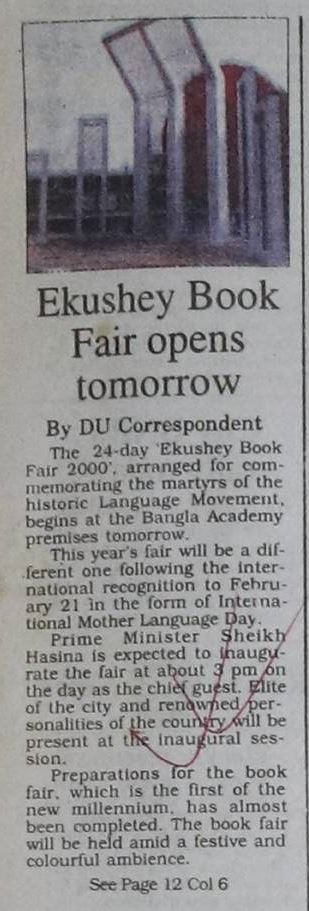 Ekushey Book
Fair opens
tomorrow
By DU Correspondent
The 24-day 'Ekushey Book
Fair 2000', arranged for com-
memorating the martyrs of the
historic Language Movement,
begins at the Bangla Academy
premises tomorrow.
This year's fair will be a dif-
ferent one following the inter-
national recognition to Febru-
ary 21 in the form of Interna-
tional Mother Language Day.
Prime Minister Sheikh
Hasina is expected to inaugu-
rate the fair at about 3 pm on
the day as the chief guest. Elite
of the city and renowned per-
sonalities of the country will be
present at the inaugural ses-
sion.
Preparations for the book
fair, which is the first of the
new millennium, has almost
been completed. The book fair
will be held amid a festive and
colourful ambience.
See Page 12 Col 6